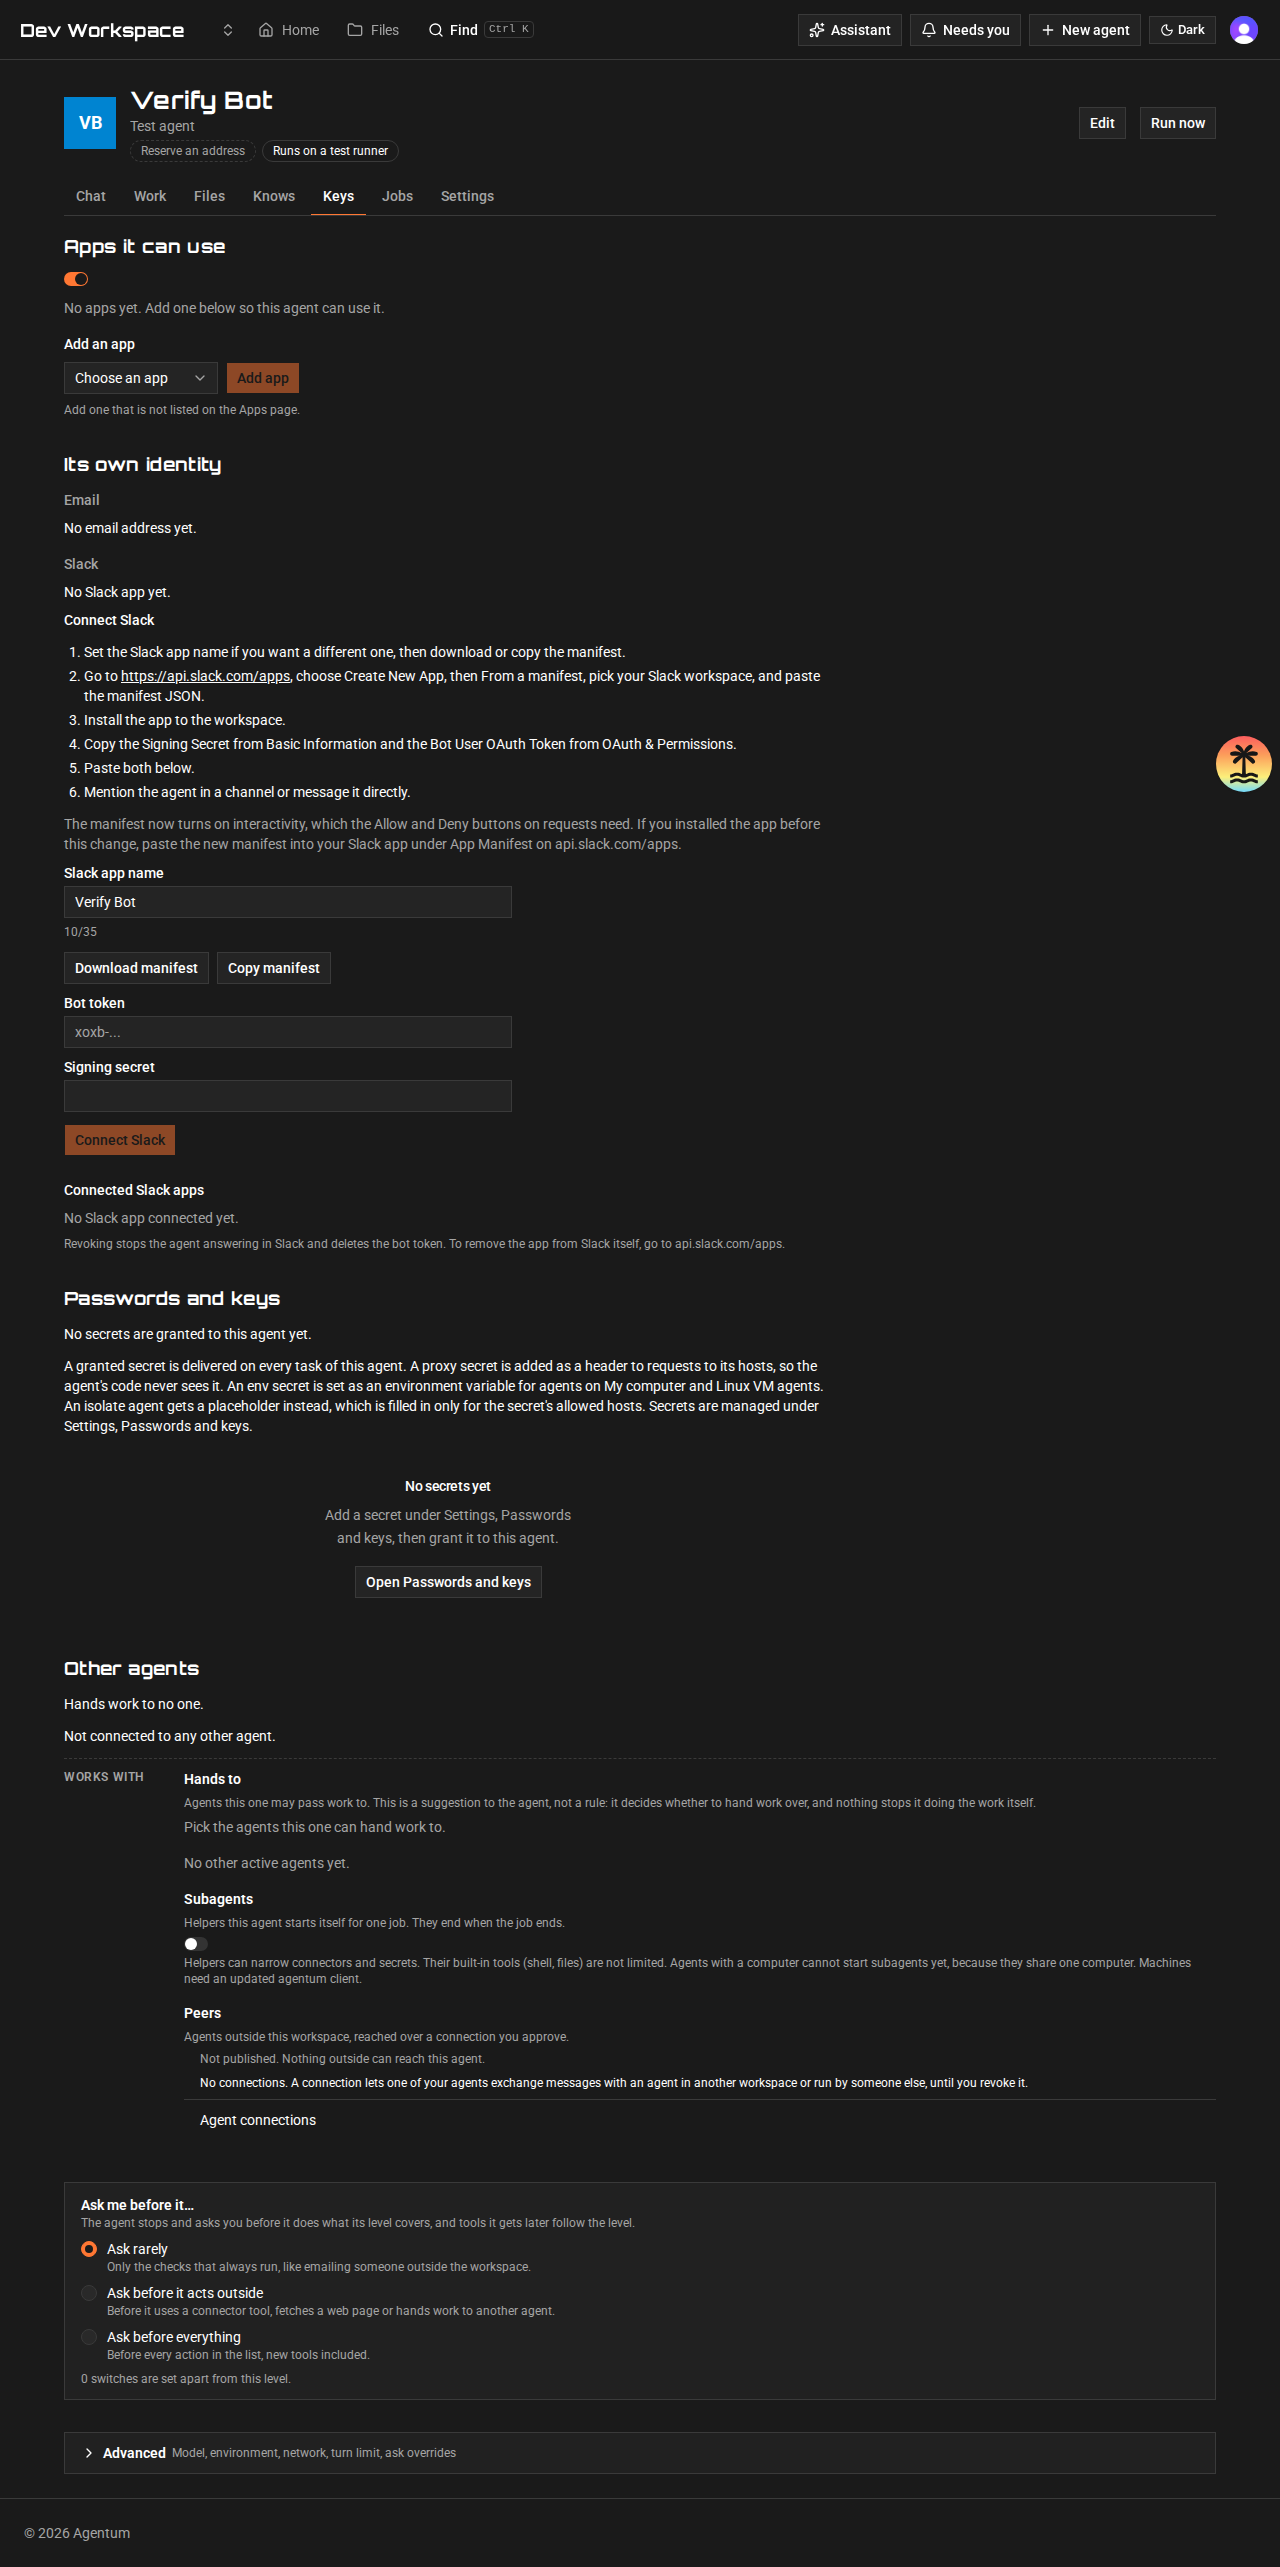 Dev Workspace
Home
Files
Find
Ctrl K
Assistant
Needs you
New agent
Dark
VB
Verify Bot
Test agent
Reserve an address
Runs on a test runner
Edit
Run now
Chat
Work
Files
Knows
Keys
Jobs
Settings
Apps it can use
No apps yet. Add one below so this agent can use it.
Add an app
Choose an app
Add app
Add one that is not listed on the Apps page.
Its own identity
Email
No email address yet.
Slack
No Slack app yet.
Connect Slack
1. Set the Slack app name if you want a different one, then download or copy the manifest.
2. Go to https://api.slack.com/apps, choose Create New App, then From a manifest, pick your Slack workspace, and paste
the manifest JSON.
3. Install the app to the workspace.
4. Copy the Signing Secret from Basic Information and the Bot User OAuth Token from OAuth & Permissions.
5. Paste both below.
6. Mention the agent in a channel or message it directly.
The manifest now turns on interactivity, which the Allow and Deny buttons on requests need. If you installed the app before
this change, paste the new manifest into your Slack app under App Manifest on api.slack.com/apps.
Slack app name
Verify Bot
10/35
Download manifest
Copy manifest
Bot token
xoxb-...
Signing secret
Connect Slack
Connected Slack apps
No Slack app connected yet.
Revoking stops the agent answering in Slack and deletes the bot token. To remove the app from Slack itself, go to api.slack.com/apps.
Passwords and keys
No secrets are granted to this agent yet.
A granted secret is delivered on every task of this agent. A proxy secret is added as a header to requests to its hosts, so the
agent's code never sees it. An env secret is set as an environment variable for agents on My computer and Linux VM agents.
An isolate agent gets a placeholder instead, which is filled in only for the secret's allowed hosts. Secrets are managed under
Settings, Passwords and keys.
No secrets yet
Add a secret under Settings, Passwords
and keys, then grant it to this agent.
Open Passwords and keys
Other agents
Hands work to no one.
Not connected to any other agent.
WORKS WITH
Hands to
Agents this one may pass work to. This is a suggestion to the agent, not a rule: it decides whether to hand work over, and nothing stops it doing the work itself.
Pick the agents this one can hand work to.
No other active agents yet.
Subagents
Helpers this agent starts itself for one job. They end when the job ends.
Helpers can narrow connectors and secrets. Their built-in tools (shell, files) are not limited. Agents with a computer cannot start subagents yet, because they share one computer. Machines
need an updated agentum client.
Peers
Agents outside this workspace, reached over a connection you approve.
Not published. Nothing outside can reach this agent.
No connections. A connection lets one of your agents exchange messages with an agent in another workspace or run by someone else, until you revoke it.
Agent connections
Ask me before it...
The agent stops and asks you before it does what its level covers, and tools it gets later follow the level.
Ask rarely
Only the checks that always run, like emailing someone outside the workspace.
Ask before it acts outside
Before it uses a connector tool, fetches a web page or hands work to another agent.
Ask before everything
Before every action in the list, new tools included.
0 switches are set apart from this level.
Advanced
Model, environment, network, turn limit, ask overrides
© 2026 Agentum